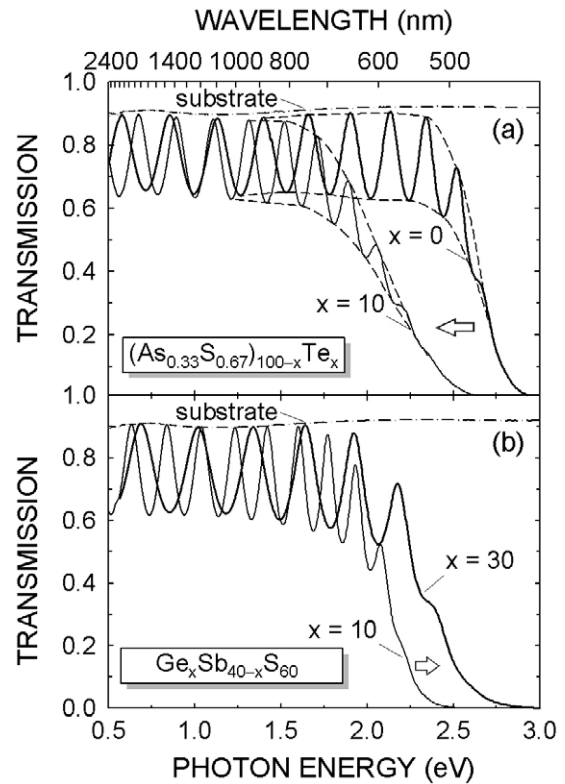 WAVELENGTH (nm)
2400 1400 1000 800 600 500
1.0
substrate
(a)
0.8
0.6
x = 0
0.4
x = 10
0.2
(As0.33S0.67)100–xTex
TRANSMISSION
1.0
substrate
(b)
0.8
0.6
x = 30
0.4
x = 10
0.2
GexSb40–xS60
0.0
TRANSMISSION
0.5 1.0 1.5 2.0 2.5 3.0
PHOTON ENERGY (eV)